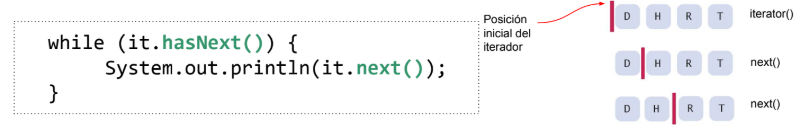 while (it.hasNext()) {
System.out.println(it.next());
}
Posición
inicial del
iterador
D H R T iterator()
D H R T next()
D H R T next()